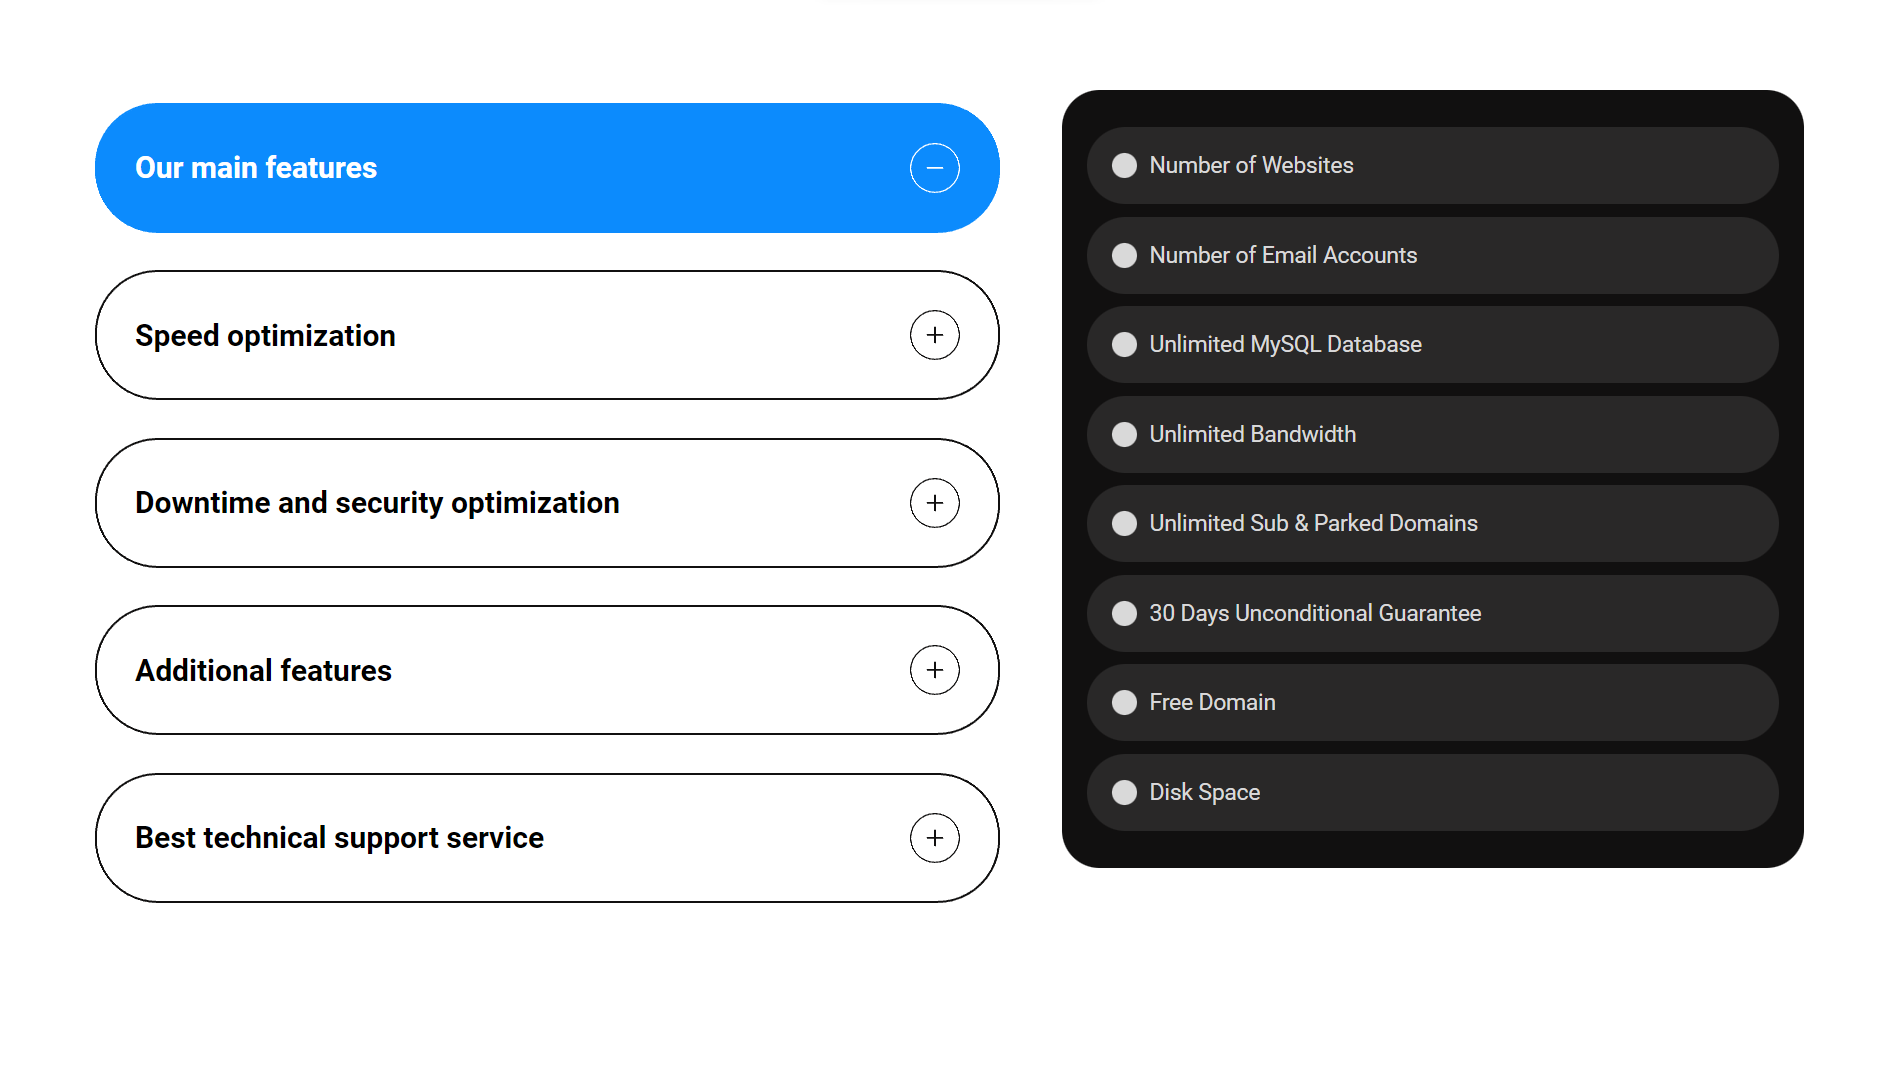 Our main features
Speed optimization
Downtime and security optimization
Additional features
Best technical support service
Number of Websites
Number of Email Accounts
Unlimited MySQL Database
Unlimited Bandwidth
Unlimited Sub & Parked Domains
30 Days Unconditional Guarantee
Free Domain
Disk Space